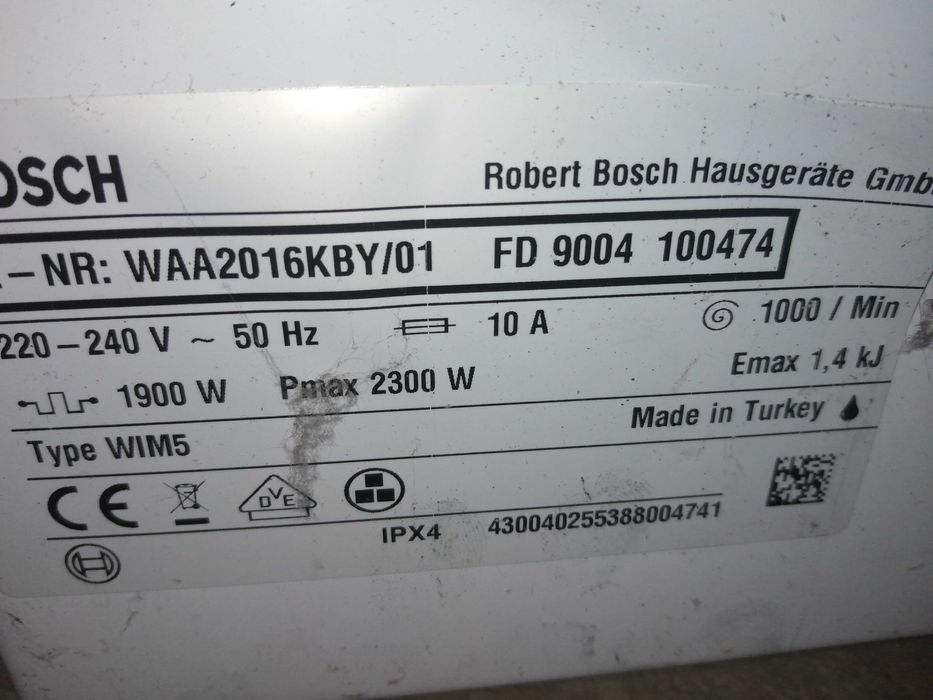 OSCH
Robert Bosch Hausgeräte Gmb
–NR: WAA2016KBY/01 FD 9004 100474
220–240 V ~ 50 Hz 10 A 1000 / Min
1900 W Pmax 2300 W Emax 1,4 kJ
Type WIM5 Made in Turkey
CE DVE
IPX4 430040255388004741